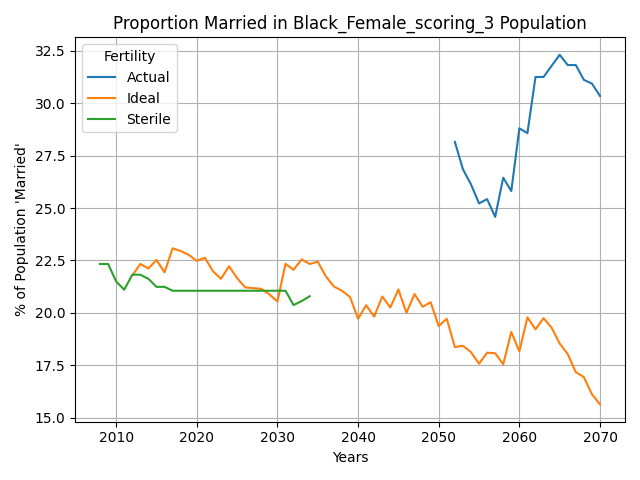 Proportion Married in Black_Female_scoring_3 Population
% of Population 'Married'
32.5
30.0
27.5
25.0
22.5
20.0
17.5
15.0
Fertility
Actual
Ideal
Sterile
2010 2020 2030 2040 2050 2060 2070
Years